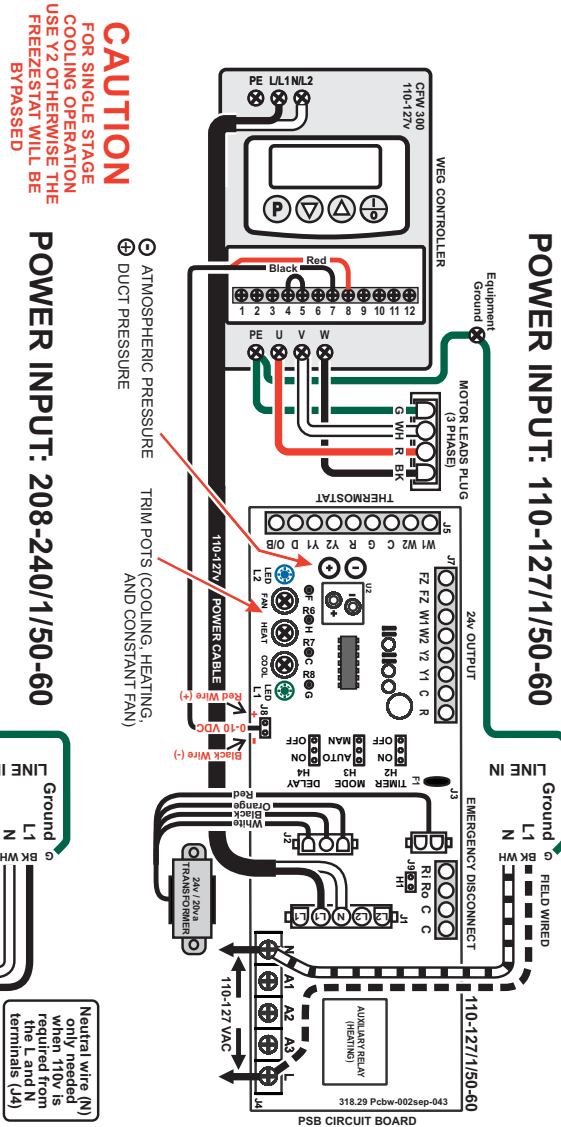 CAUTION
FOR SINGLE STAGE
COOLING OPERATION
USE Y2 OTHERWISE THE
FREEZESTAT WILL BE
BYPASSED
POWER INPUT: 110-127/1/50-60
WEG CONTROLLER
CFW 300
110-127v
PE L/L1 N/L2
P
I
0
Red
Black
1 2 3 4 5 6 7 8 9 10 11 12
PE U V W
Equipment
Ground
MOTOR LEADS PLUG
(3 PHASE)
G WH R BK
⊖ ATMOSPHERIC PRESSURE
⊕ DUCT PRESSURE
TRIM POTS (COOLING, HEATING,
AND CONSTANT FAN)
110-127v POWER CABLE
THERMOSTAT
J5
O/B D Y1 Y2 R G C W2 W1
J7
FZ FZ W1 W2 Y2 Y1 C R
24v OUTPUT
U2
LED
L2
FAN
HEAT
COOL
LED
L1
F
R6
H
R7
C
R8
G
J8
+
-
Red Wire (+)
0-10 VDC
Black Wire (-)
OFF
ON
H4
DELAY
MAN
AUTO
H3
MODE
OFF
ON
H2
TIMER
F1
J3
EMERGENCY DISCONNECT
Ri Ro C C
J9
H1
Red
Orange
Black
White
J2
24v / 20va
TRANSFORMER
J1
L1 L1 N L2 L2
N A1 A2 A3 L
J4
110-127 VAC
AUXILIARY RELAY
(HEATING)
318.29 Pcbw-002sep-043
PSB CIRCUIT BOARD
110-127/1/50-60
LINE IN
Ground
L1
N
G
BK
WH
FIELD WIRED
POWER INPUT: 208-240/1/50-60
LINE IN
Ground
L1
N
G
BK
WH
Neutral wire (N)
only needed
when 110v is
required from
the L and N
terminals (J4)